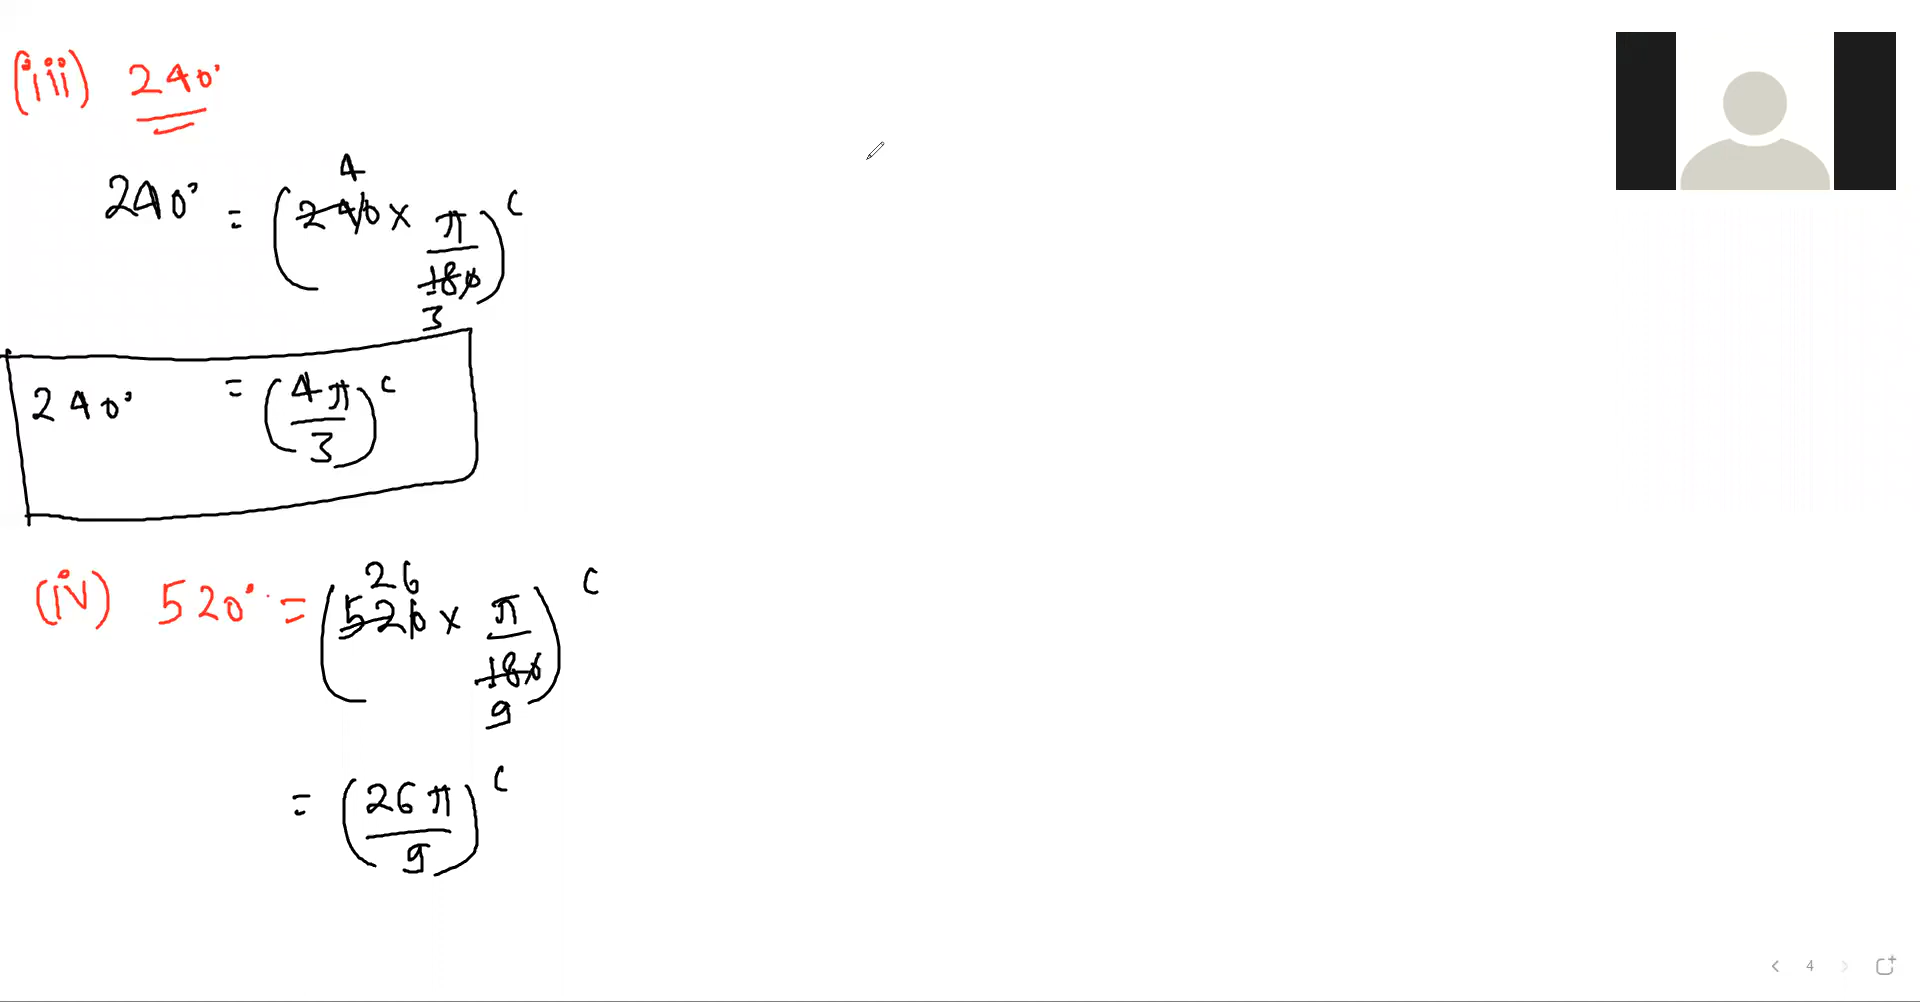 (iii) 240°
4
240° = (240 × π/180)ᶜ
3
240° = (4π/3)ᶜ
26
(iv) 520° = (520 × π/180)ᶜ
9
= (26π/9)ᶜ
4